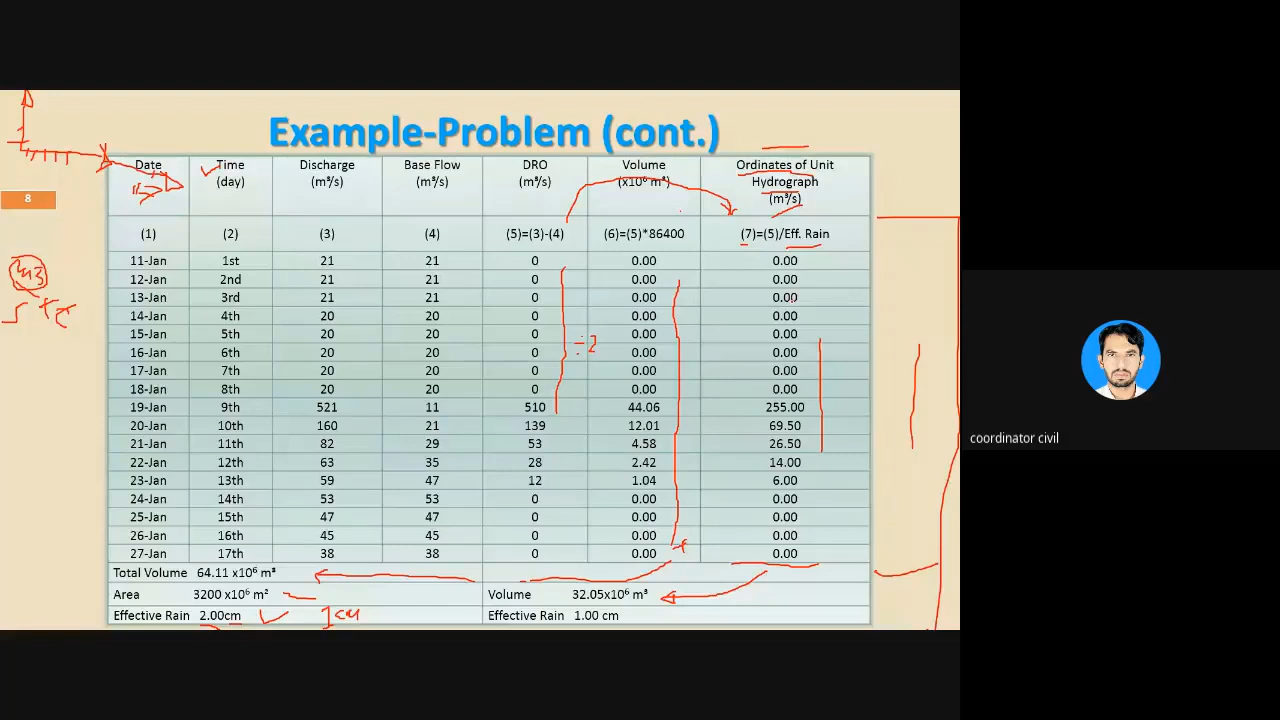 Example-Problem (cont.)
8
Date Time Discharge Base Flow DRO Volume Ordinates of Unit
(day) (m³/s) (m³/s) (m³/s) (x10⁶ m³) Hydrograph
(m³/s)
(1) (2) (3) (4) (5)=(3)-(4) (6)=(5)*86400 (7)=(5)/Eff. Rain
11-Jan 1st 21 21 0 0.00 0.00
12-Jan 2nd 21 21 0 0.00 0.00
13-Jan 3rd 21 21 0 0.00 0.00
14-Jan 4th 20 20 0 0.00 0.00
15-Jan 5th 20 20 0 0.00 0.00
16-Jan 6th 20 20 0 0.00 0.00
÷2
17-Jan 7th 20 20 0 0.00 0.00
18-Jan 8th 20 20 0 0.00 0.00
19-Jan 9th 521 11 510 44.06 255.00
20-Jan 10th 160 21 139 12.01 69.50
21-Jan 11th 82 29 53 4.58 26.50
22-Jan 12th 63 35 28 2.42 14.00
23-Jan 13th 59 47 12 1.04 6.00
24-Jan 14th 53 53 0 0.00 0.00
25-Jan 15th 47 47 0 0.00 0.00
26-Jan 16th 45 45 0 0.00 0.00
27-Jan 17th 38 38 0 0.00 0.00
Total Volume 64.11 x10⁶ m³
Area 3200 x10⁶ m² Volume 32.05x10⁶ m³
Effective Rain 2.00cm 1cm Effective Rain 1.00 cm
coordinator civil